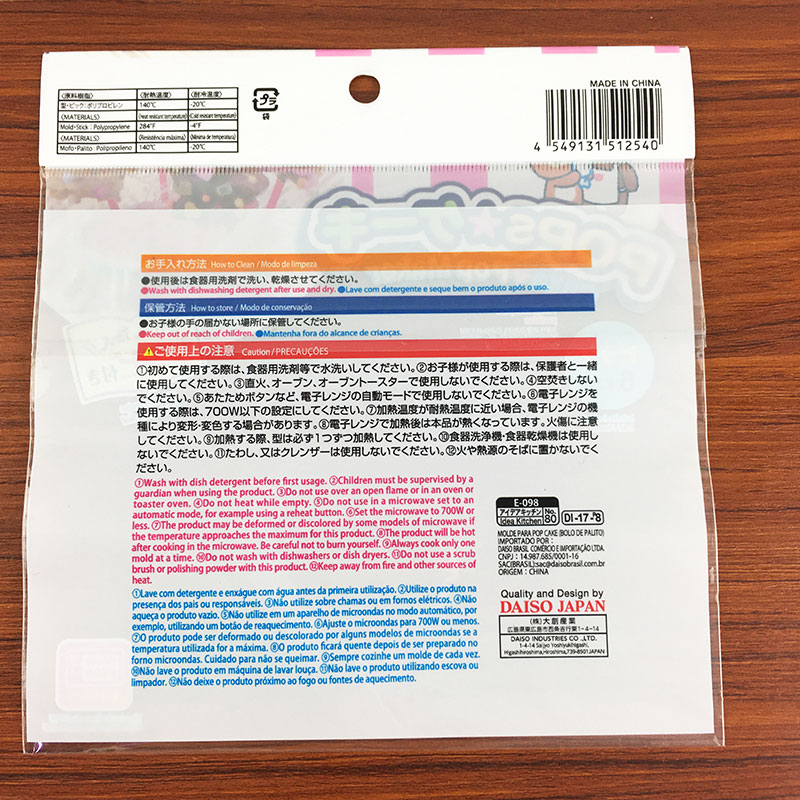 〈原料樹脂〉 〈耐熱温度〉 〈耐冷温度〉
型・ピック:ポリプロピレン 140℃ -20℃
〈MATERIALS〉 (Heat resistant temperature) (Cold resistant temperature)
Mold・Stick : Polypropylene 284°F -4°F
〈MATERIALS〉 (Resistência máxima) (Mínima de temperatura)
Mofo・Palito : Polipropileno 140℃ -20℃
プラ
袋
MADE IN CHINA
4 549131 512540
POPS★ケーキ
お手入れ方法 How to Clean / Modo de limpeza
●使用後は食器用洗剤で洗い、乾燥させてください。
●Wash with dishwashing detergent after use and dry. ●Lave com detergente e seque bem o produto após o uso.
保管方法 How to store / Modo de conservação
●お子様の手の届かない場所に保管してください。
●Keep out of reach of children. ●Mantenha fora do alcance de crianças.
⚠ご使用上の注意 Caution / PRECAUÇÕES
①初めて使用する際は、食器用洗剤等で水洗いしてください。②お子様が使用する際は、保護者と一緒
に使用してください。③直火、オーブン、オーブントースターで使用しないでください。④空焚きしない
でください。⑤あたためボタンなど、電子レンジの自動モードで使用しないでください。⑥電子レンジを
使用する際は、700W以下の設定にしてください。⑦加熱温度が耐熱温度に近い場合、電子レンジの機
種により変形・変色する場合があります。⑧電子レンジで加熱後は本品が熱くなっています。火傷に注意
してください。⑨加熱する際、型は必ず1つずつ加熱してください。⑩食器洗浄機・食器乾燥機は使用し
ないでください。⑪たわし、又はクレンザーは使用しないでください。⑫火や熱源のそばに置かないでく
ださい。
①Wash with dish detergent before first usage. ②Children must be supervised by a
guardian when using the product. ③Do not use over an open flame or in an oven or
toaster oven. ④Do not heat while empty. ⑤Do not use in a microwave set to an
automatic mode, for example using a reheat button. ⑥Set the microwave to 700W or
less. ⑦The product may be deformed or discolored by some models of microwave if
the temperature approaches the maximum for this product. ⑧The product will be hot
after cooking in the microwave. Be careful not to burn yourself. ⑨Always cook only one
mold at a time. ⑩Do not wash with dishwashers or dish dryers. ⑪Do not use a scrub
brush or polishing powder with this product. ⑫Keep away from fire and other sources of
heat.
①Lave com detergente e enxágue com água antes da primeira utilização. ②Utilize o produto na
presença dos pais ou responsáveis. ③Não utilize sobre chamas ou em fornos elétricos. ④Não
aqueça o produto vazio. ⑤Não utilize em um aparelho de microondas no modo automático, por
exemplo, utilizando um botão de reaquecimento. ⑥Ajuste o microondas para 700W ou menos.
⑦O produto pode ser deformado ou descolorado por alguns modelos de microondas se a
temperatura utilizada for a máxima. ⑧O produto ficará quente depois de ser preparado no
forno microondas. Cuidado para não se queimar. ⑨Sempre cozinhe um molde de cada vez.
⑩Não lave o produto em máquina de lavar louça. ⑪Não lave o produto utilizando escova ou
limpador. ⑫Não deixe o produto próximo ao fogo ou fontes de aquecimento.
E-098
アイデアキッチン No.
Idea Kitchen 80
DI-17-8
MOLDE PARA POP CAKE (BOLO DE PALITO)
IMPORTADO POR :
DAISO BRASIL COMÉRCIO E IMPORTAÇÃO LTDA.
CNPJ : 14.987.685/0001-16
SAC(BRASIL):sac@daisobrasil.com.br
ORIGEM : CHINA
Quality and Design by
DAISO JAPAN
(株)大創産業
広島県東広島市西条吉行東1-4-14
DAISO INDUSTRIES CO .,LTD.
1-4-14 Saijyo Yoshiyukihigashi,
Higashihiroshima,Hiroshima,739-8501JAPAN